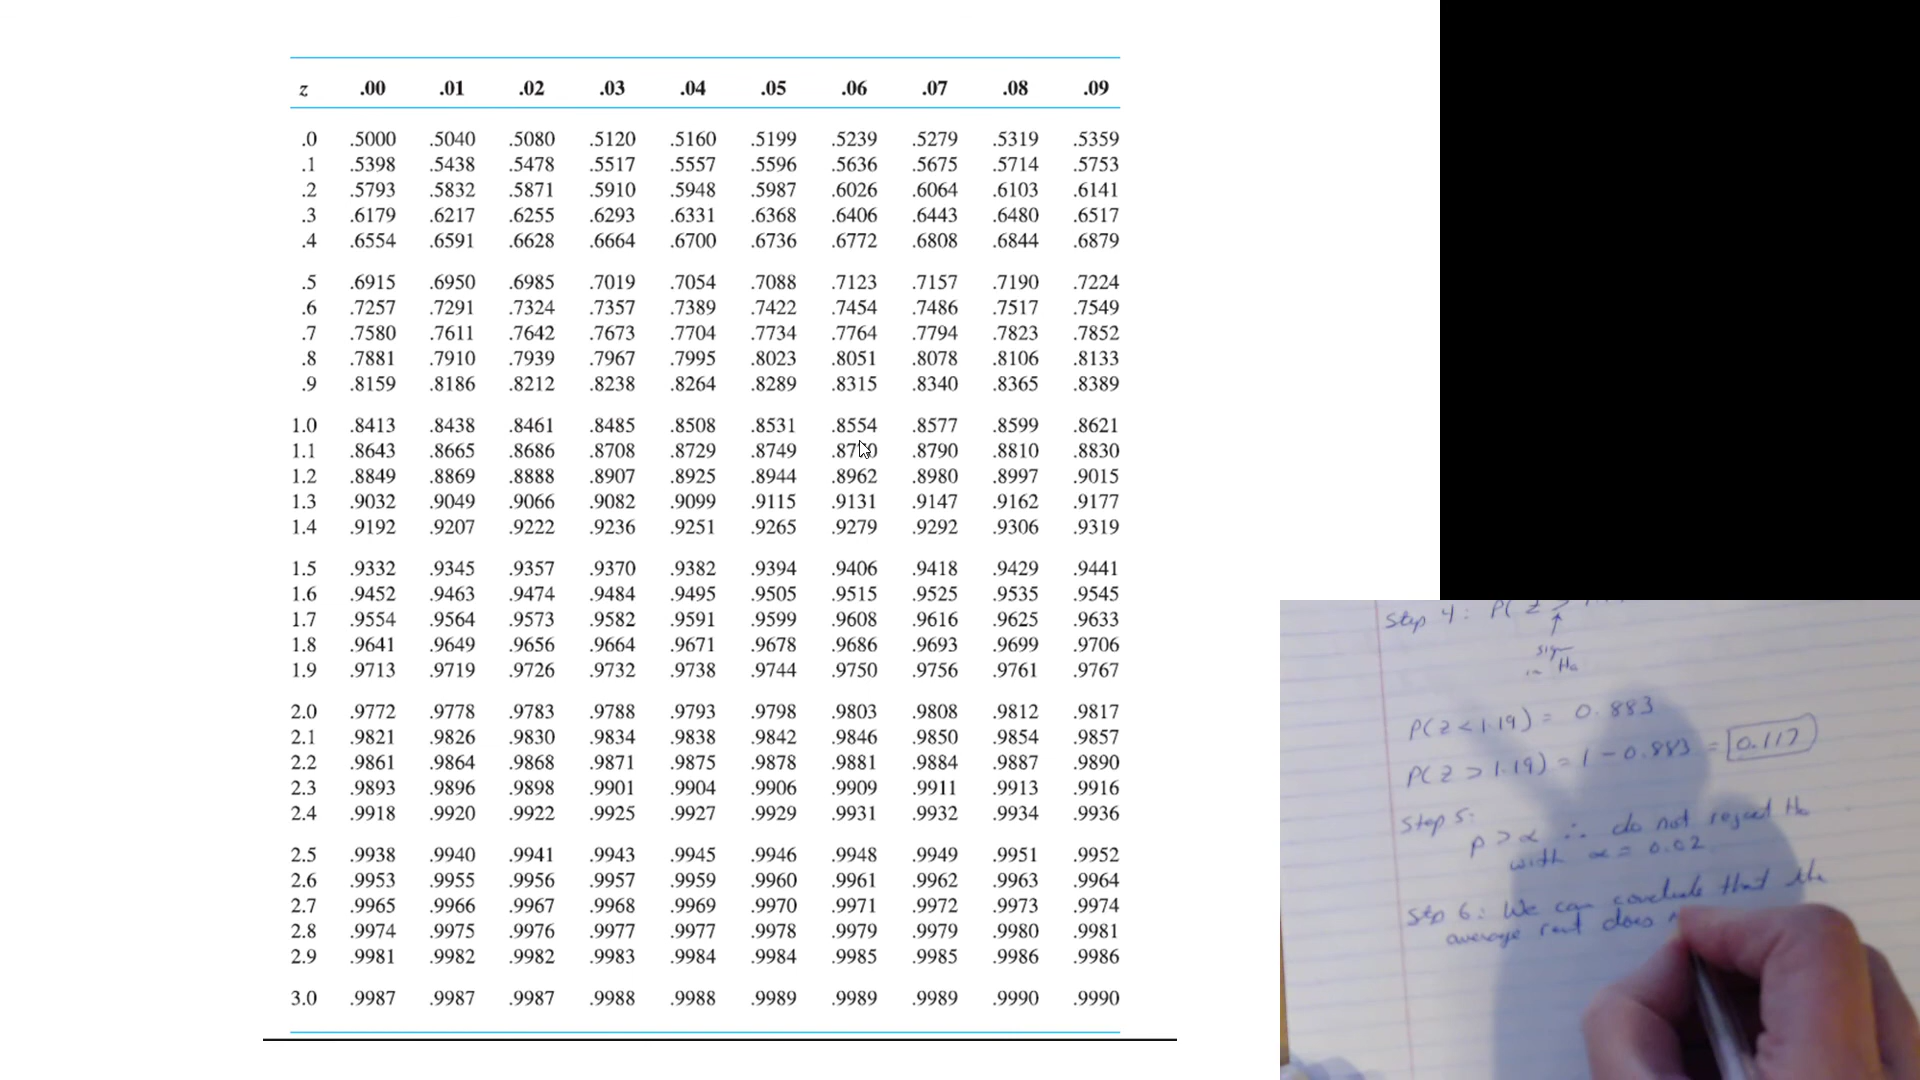 z .00 .01 .02 .03 .04 .05 .06 .07 .08 .09
.0 .5000 .5040 .5080 .5120 .5160 .5199 .5239 .5279 .5319 .5359
.1 .5398 .5438 .5478 .5517 .5557 .5596 .5636 .5675 .5714 .5753
.2 .5793 .5832 .5871 .5910 .5948 .5987 .6026 .6064 .6103 .6141
.3 .6179 .6217 .6255 .6293 .6331 .6368 .6406 .6443 .6480 .6517
.4 .6554 .6591 .6628 .6664 .6700 .6736 .6772 .6808 .6844 .6879
.5 .6915 .6950 .6985 .7019 .7054 .7088 .7123 .7157 .7190 .7224
.6 .7257 .7291 .7324 .7357 .7389 .7422 .7454 .7486 .7517 .7549
.7 .7580 .7611 .7642 .7673 .7704 .7734 .7764 .7794 .7823 .7852
.8 .7881 .7910 .7939 .7967 .7995 .8023 .8051 .8078 .8106 .8133
.9 .8159 .8186 .8212 .8238 .8264 .8289 .8315 .8340 .8365 .8389
1.0 .8413 .8438 .8461 .8485 .8508 .8531 .8554 .8577 .8599 .8621
1.1 .8643 .8665 .8686 .8708 .8729 .8749 .8770 .8790 .8810 .8830
1.2 .8849 .8869 .8888 .8907 .8925 .8944 .8962 .8980 .8997 .9015
1.3 .9032 .9049 .9066 .9082 .9099 .9115 .9131 .9147 .9162 .9177
1.4 .9192 .9207 .9222 .9236 .9251 .9265 .9279 .9292 .9306 .9319
1.5 .9332 .9345 .9357 .9370 .9382 .9394 .9406 .9418 .9429 .9441
1.6 .9452 .9463 .9474 .9484 .9495 .9505 .9515 .9525 .9535 .9545
1.7 .9554 .9564 .9573 .9582 .9591 .9599 .9608 .9616 .9625 .9633
1.8 .9641 .9649 .9656 .9664 .9671 .9678 .9686 .9693 .9699 .9706
1.9 .9713 .9719 .9726 .9732 .9738 .9744 .9750 .9756 .9761 .9767
2.0 .9772 .9778 .9783 .9788 .9793 .9798 .9803 .9808 .9812 .9817
2.1 .9821 .9826 .9830 .9834 .9838 .9842 .9846 .9850 .9854 .9857
2.2 .9861 .9864 .9868 .9871 .9875 .9878 .9881 .9884 .9887 .9890
2.3 .9893 .9896 .9898 .9901 .9904 .9906 .9909 .9911 .9913 .9916
2.4 .9918 .9920 .9922 .9925 .9927 .9929 .9931 .9932 .9934 .9936
2.5 .9938 .9940 .9941 .9943 .9945 .9946 .9948 .9949 .9951 .9952
2.6 .9953 .9955 .9956 .9957 .9959 .9960 .9961 .9962 .9963 .9964
2.7 .9965 .9966 .9967 .9968 .9969 .9970 .9971 .9972 .9973 .9974
2.8 .9974 .9975 .9976 .9977 .9977 .9978 .9979 .9979 .9980 .9981
2.9 .9981 .9982 .9982 .9983 .9984 .9984 .9985 .9985 .9986 .9986
3.0 .9987 .9987 .9987 .9988 .9988 .9989 .9989 .9989 .9990 .9990
Step 4: P( Z >
sign
in Ha
P(Z < 1.19) = 0.883
P(Z > 1.19) = 1 - 0.883 = 0.117
Step 5:
p > α ∴ do not reject Ho
with α = 0.02
Step 6: We can conclude that the
average rent does